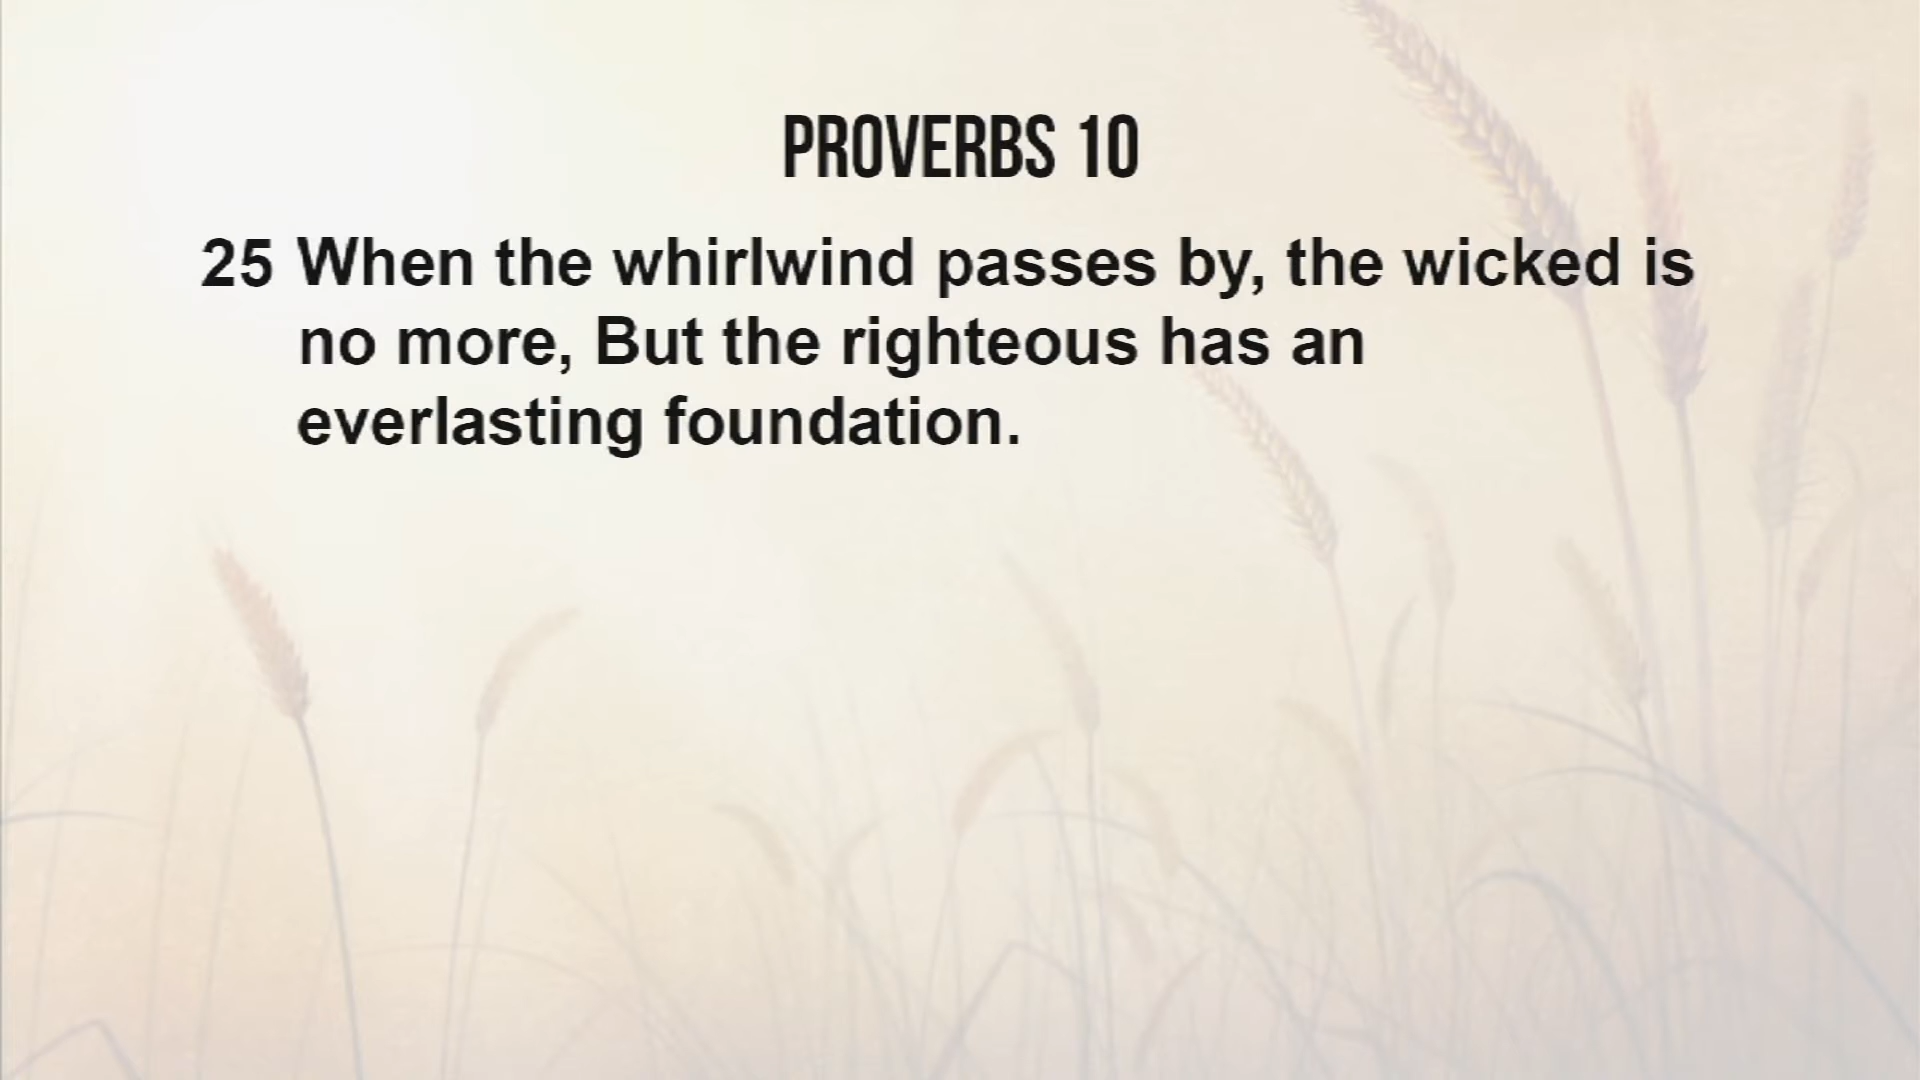 PROVERBS 10
25 When the whirlwind passes by, the wicked is
no more, But the righteous has an
everlasting foundation.